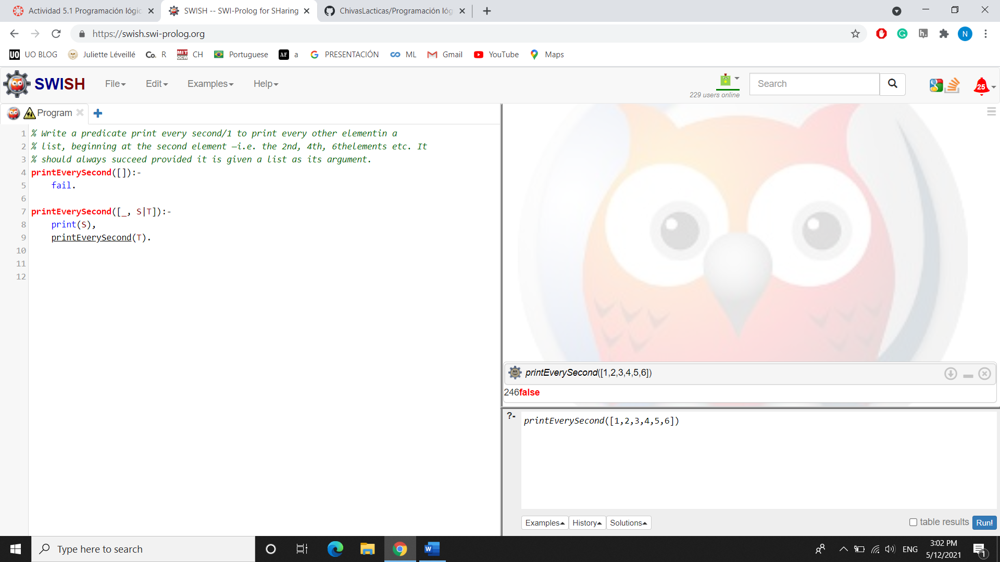 Actividad 5.1 Programación lógic
SWISH -- SWI-Prolog for SHaring
ChivasLacticas/Programación lóg
https://swish.swi-prolog.org
N
UO BLOG
Juliette Léveillé
Co. R
MIT OCW CH
Portuguese
AF a
PRESENTACIÓN
ML
Gmail
YouTube
Maps
SWISH
File
Edit
Examples
Help
229 users online
Search
25
Program
1 % Write a predicate print every second/1 to print every other elementin a
2 % list, beginning at the second element –i.e. the 2nd, 4th, 6thelements etc. It
3 % should always succeed provided it is given a list as its argument.
4 printEverySecond([]):-
5 fail.
6
7 printEverySecond([_, S|T]):-
8 print(S),
9 printEverySecond(T).
10
11
12
printEverySecond([1,2,3,4,5,6])
246false
?- printEverySecond([1,2,3,4,5,6])
Examples
History
Solutions
table results
Run!
Type here to search
ENG
3:02 PM
5/12/2021
1